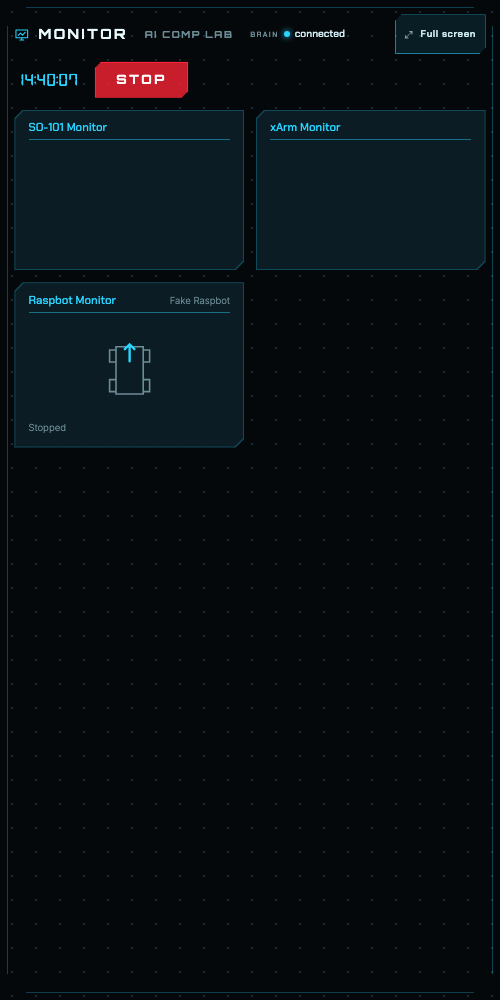 MONITOR AI COMP LAB BRAIN connected Full screen
14:40:07 STOP
SO-101 Monitor
xArm Monitor
Raspbot Monitor Fake Raspbot
Stopped